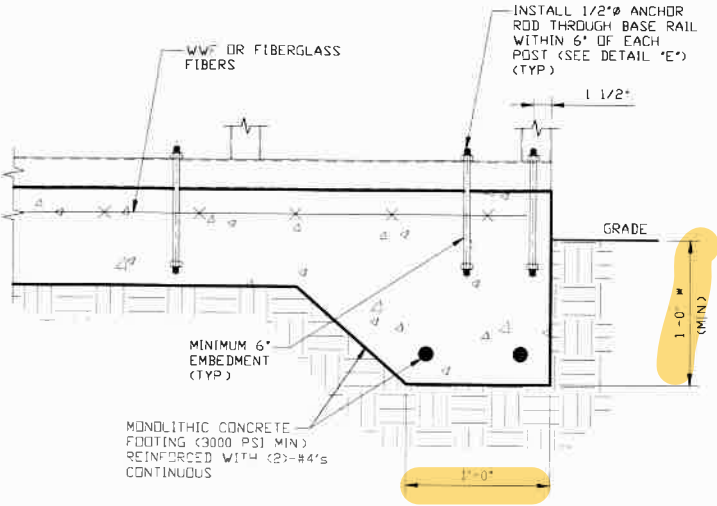 INSTALL 1/2"Ø ANCHOR
ROD THROUGH BASE RAIL
WITHIN 6" OF EACH
POST (SEE DETAIL "E")
(TYP)
WWF OR FIBERGLASS
FIBERS
1 1/2"
GRADE
1-0" *
(MIN)
MINIMUM 6"
EMBEDMENT
(TYP)
MONOLITHIC CONCRETE
FOOTING (3000 PSI MIN)
REINFORCED WITH (2)-#4's
CONTINUOUS
1'-0"